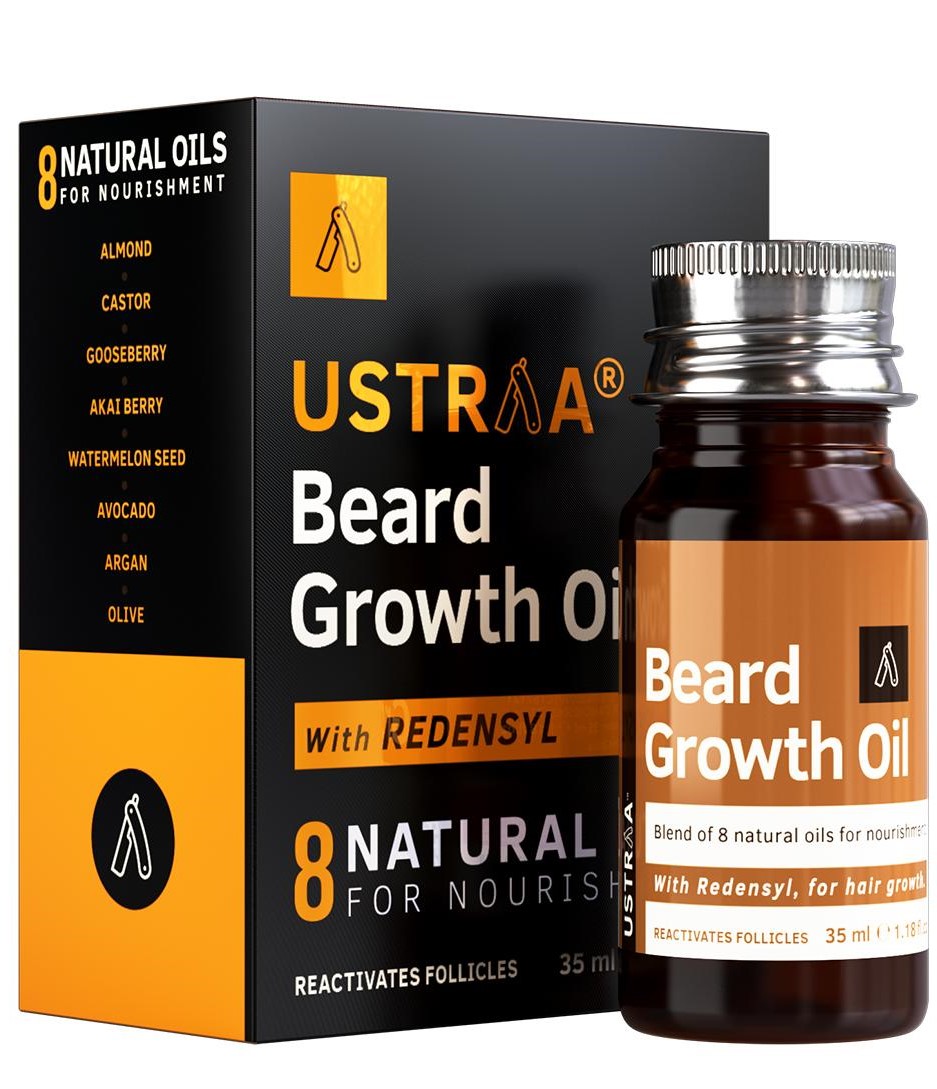 8 NATURAL OILS
FOR NOURISHMENT
ALMOND
CASTOR
GOOSEBERRY
AKAI BERRY
WATERMELON SEED
AVOCADO
ARGAN
OLIVE
USTRAA®
Beard
Growth Oi
With REDENSYL
8 NATURAL
FOR NOURISH
REACTIVATES FOLLICLES 35 ml
Beard
Growth Oil
Blend of 8 natural oils for nourishment
With Redensyl, for hair growth.
REACTIVATES FOLLICLES 35 ml
USTRAA™